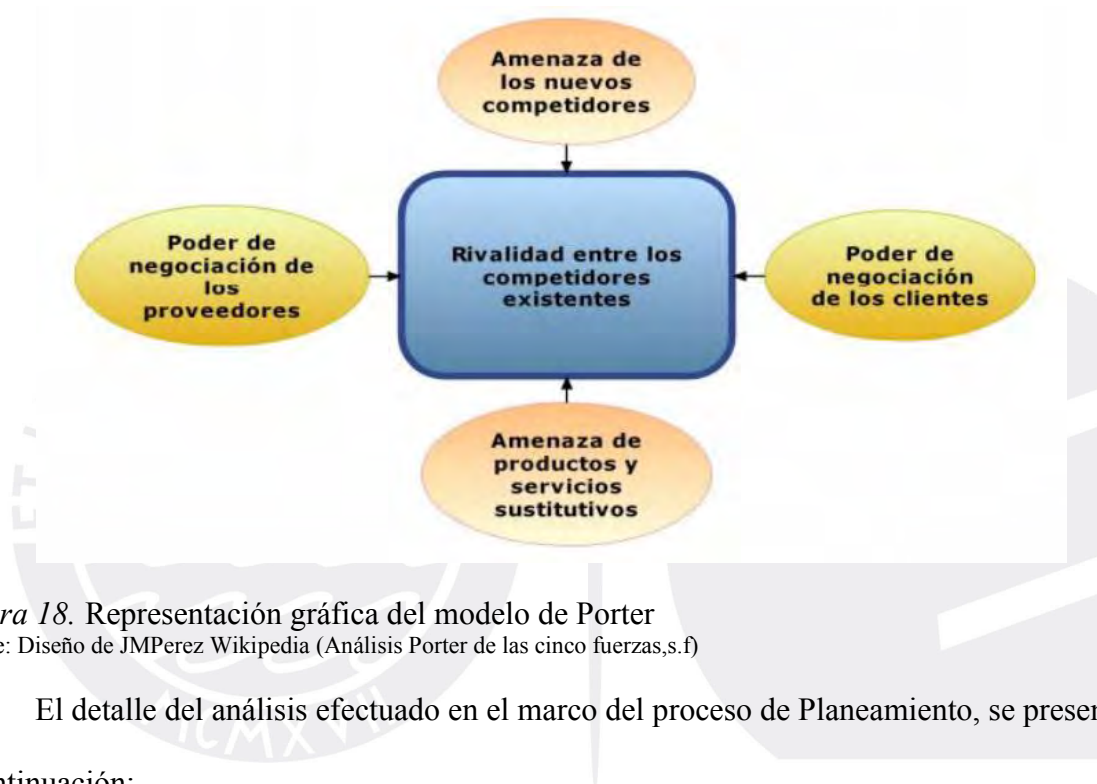 Amenaza de
los nuevos
competidores
Poder de
negociación de
los
proveedores
Rivalidad entre los
competidores
existentes
Poder de
negociación
de los clientes
Amenaza de
productos y
servicios
sustitutivos
ra 18. Representación gráfica del modelo de Porter
e: Diseño de JMPerez Wikipedia (Análisis Porter de las cinco fuerzas,s.f)
El detalle del análisis efectuado en el marco del proceso de Planeamiento, se presen
ntinuación: